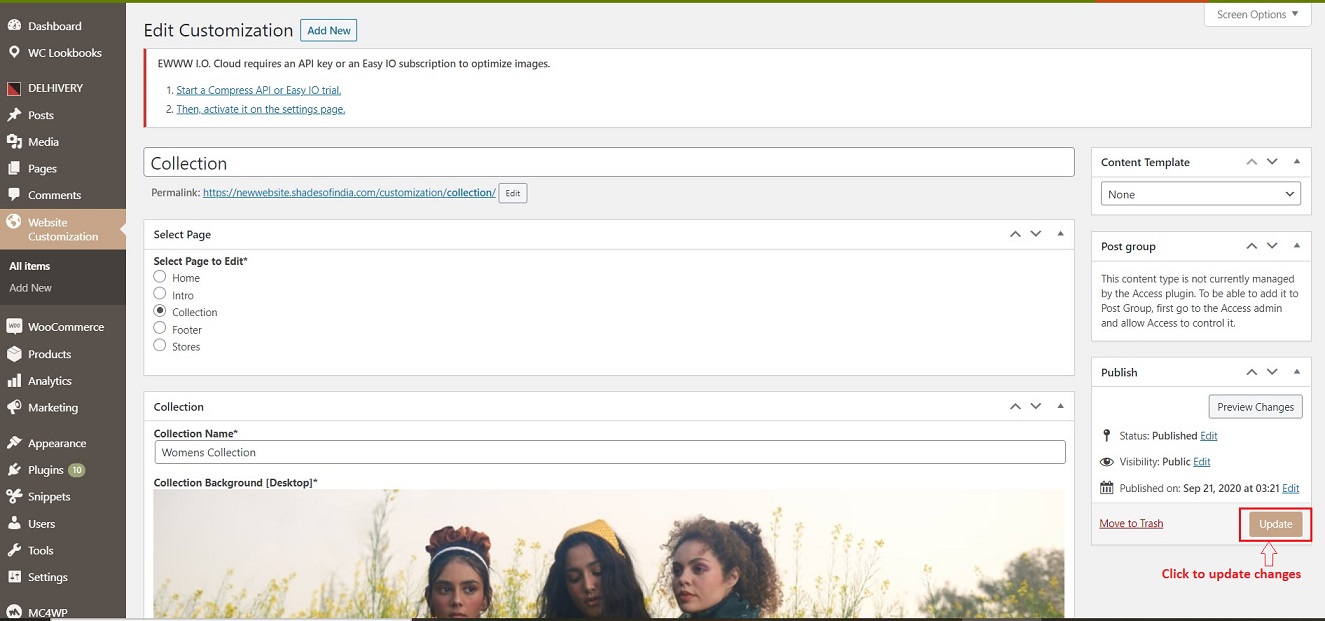 Screen Options
Dashboard
WC Lookbooks
DELHIVERY
Posts
Media
Pages
Comments
Website
Customization
All items
Add New
WooCommerce
Products
Analytics
Marketing
Appearance
Plugins 10
Snippets
Users
Tools
Settings
MC4WP
Edit Customization Add New
EWWW I.O. Cloud requires an API key or an Easy IO subscription to optimize images.
1. Start a Compress API or Easy IO trial.
2. Then, activate it on the settings page.
Collection
Permalink: https://newwebsite.shadesofindia.com/customization/collection/ Edit
Select Page
Select Page to Edit*
Home
Intro
Collection
Footer
Stores
Collection
Collection Name*
Womens Collection
Collection Background [Desktop]*
Content Template
None
Post group
This content type is not currently managed
by the Access plugin. To be able to add it to
Post Group, first go to the Access admin
and allow Access to control it.
Publish
Preview Changes
Status: Published Edit
Visibility: Public Edit
Published on: Sep 21, 2020 at 03:21 Edit
Move to Trash Update
Click to update changes